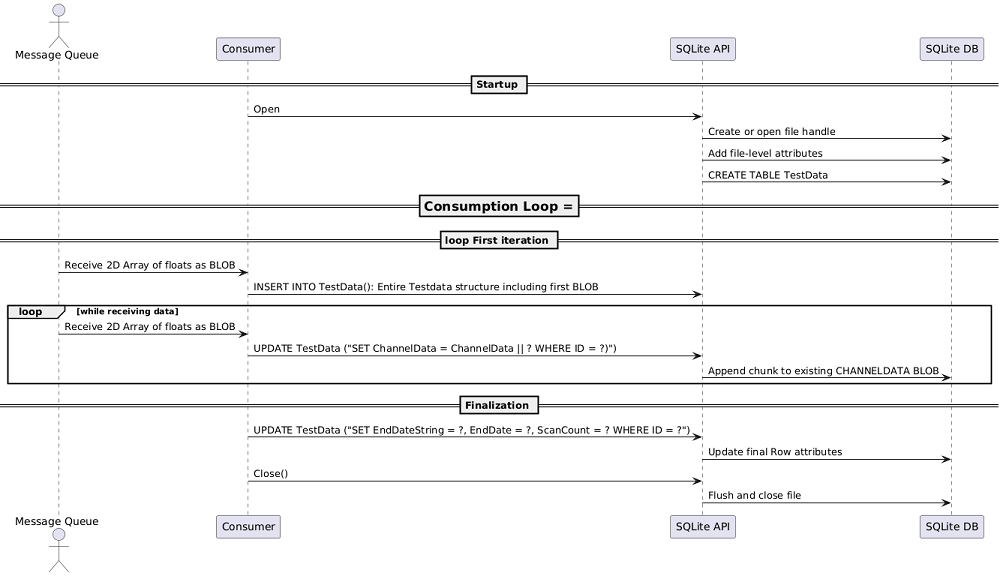 Message Queue
Consumer
SQLite API
SQLite DB
Startup
Open
Create or open file handle
Add file-level attributes
CREATE TABLE TestData
Consumption Loop =
loop First iteration
Receive 2D Array of floats as BLOB
INSERT INTO TestData(): Entire Testdata structure including first BLOB
loop [while receiving data]
Receive 2D Array of floats as BLOB
UPDATE TestData ("SET ChannelData = ChannelData || ? WHERE ID = ?)")
Append chunk to existing CHANNELDATA BLOB
Finalization
UPDATE TestData ("SET EndDateString = ?, EndDate = ?, ScanCount = ? WHERE ID = ?")
Update final Row attributes
Close()
Flush and close file
Message Queue
Consumer
SQLite API
SQLite DB